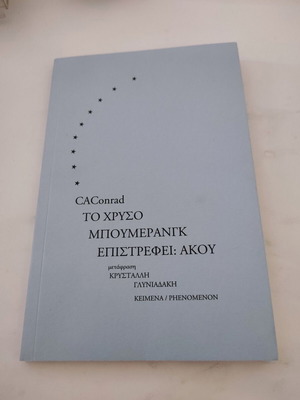 CAConrad
ΤΟ ΧΡΥΣΟ
ΜΠΟΥΜΕΡΑΝΓΚ
ΕΠΙΣΤΡΕΦΕΙ: ΑΚΟΥ
μετάφραση
ΚΡΥΣΤΑΛΛΗ
ΓΛΥΝΙΑΔΑΚΗ
ΚΕΙΜΕΝΑ / PHENOMENON